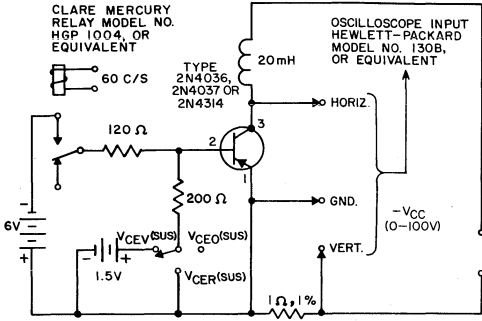 CLARE MERCURY
RELAY MODEL NO.
HGP 1004, OR
EQUIVALENT
60 C/S
OSCILLOSCOPE INPUT
HEWLETT-PACKARD
MODEL NO. 130B,
OR EQUIVALENT
TYPE
2N4036,
2N4037 OR
2N4314
20mH
HORIZ.
3
120 Ω
2
1
200 Ω
GND.
-VCC
(0-100V)
-
6V
+
VCEV(SUS)
VCEO(SUS)
VERT.
- +
1.5V
VCER(SUS)
1Ω, 1%